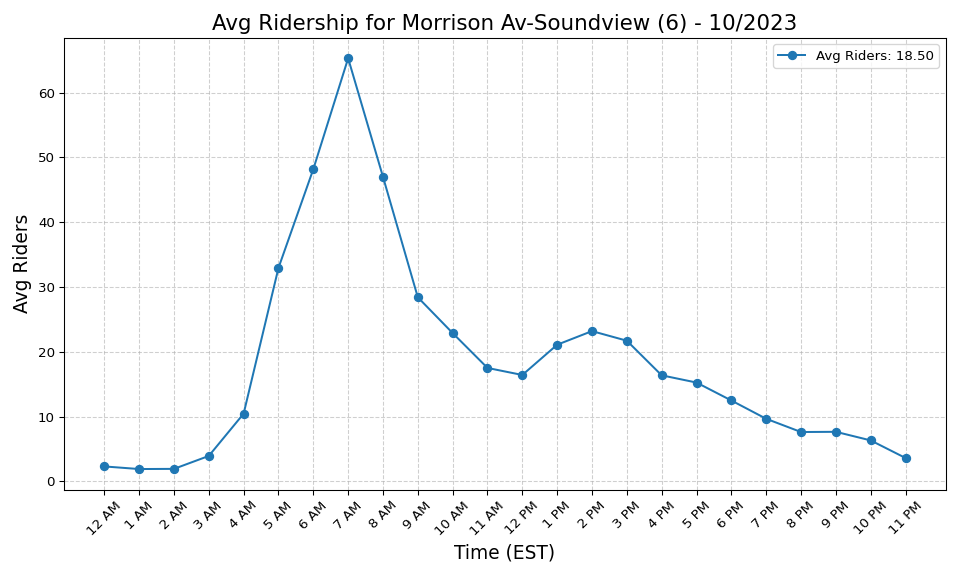 Avg Ridership for Morrison Av-Soundview (6) - 10/2023
Avg Riders: 18.50
Avg Riders
60
50
40
30
20
10
0
12 AM
1 AM
2 AM
3 AM
4 AM
5 AM
6 AM
7 AM
8 AM
9 AM
10 AM
11 AM
12 PM
1 PM
2 PM
3 PM
4 PM
5 PM
6 PM
7 PM
8 PM
9 PM
10 PM
11 PM
Time (EST)